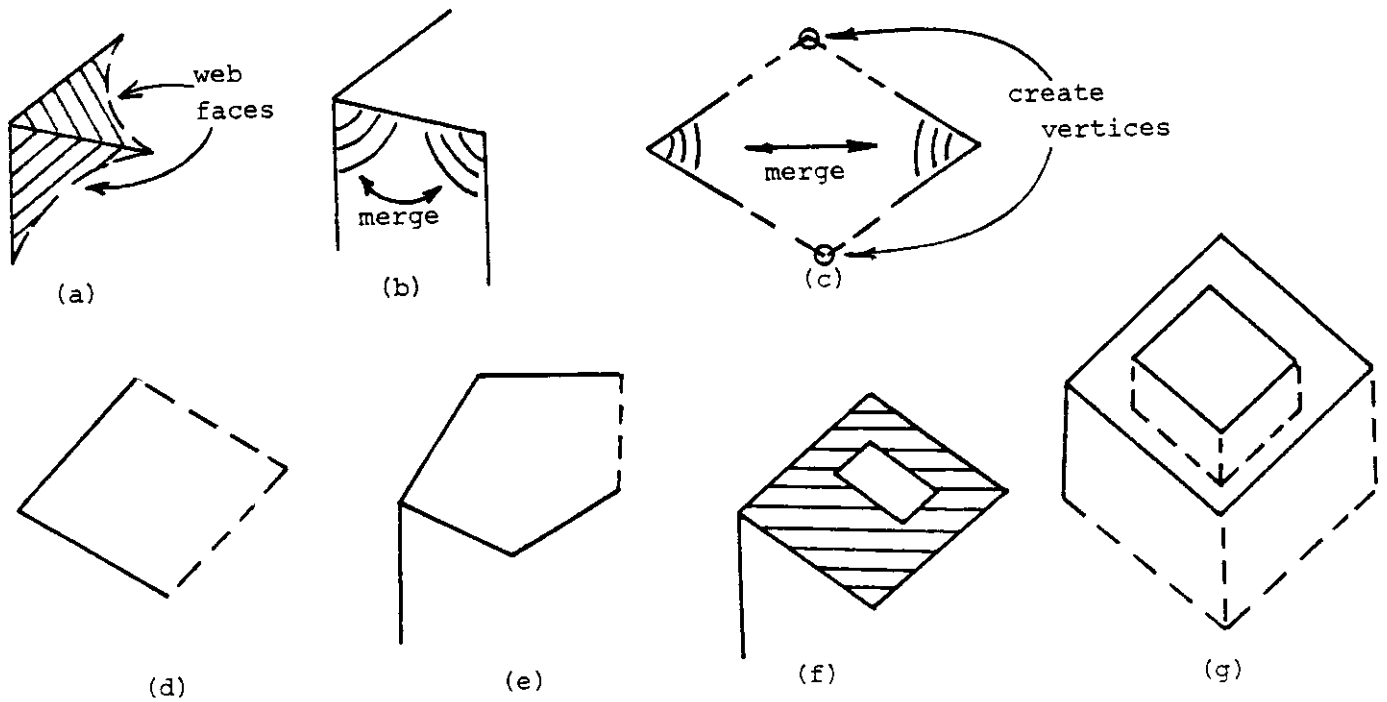 web
faces
(a)
merge
(b)
merge
create
vertices
(c)
(d)
(e)
(f)
(g)